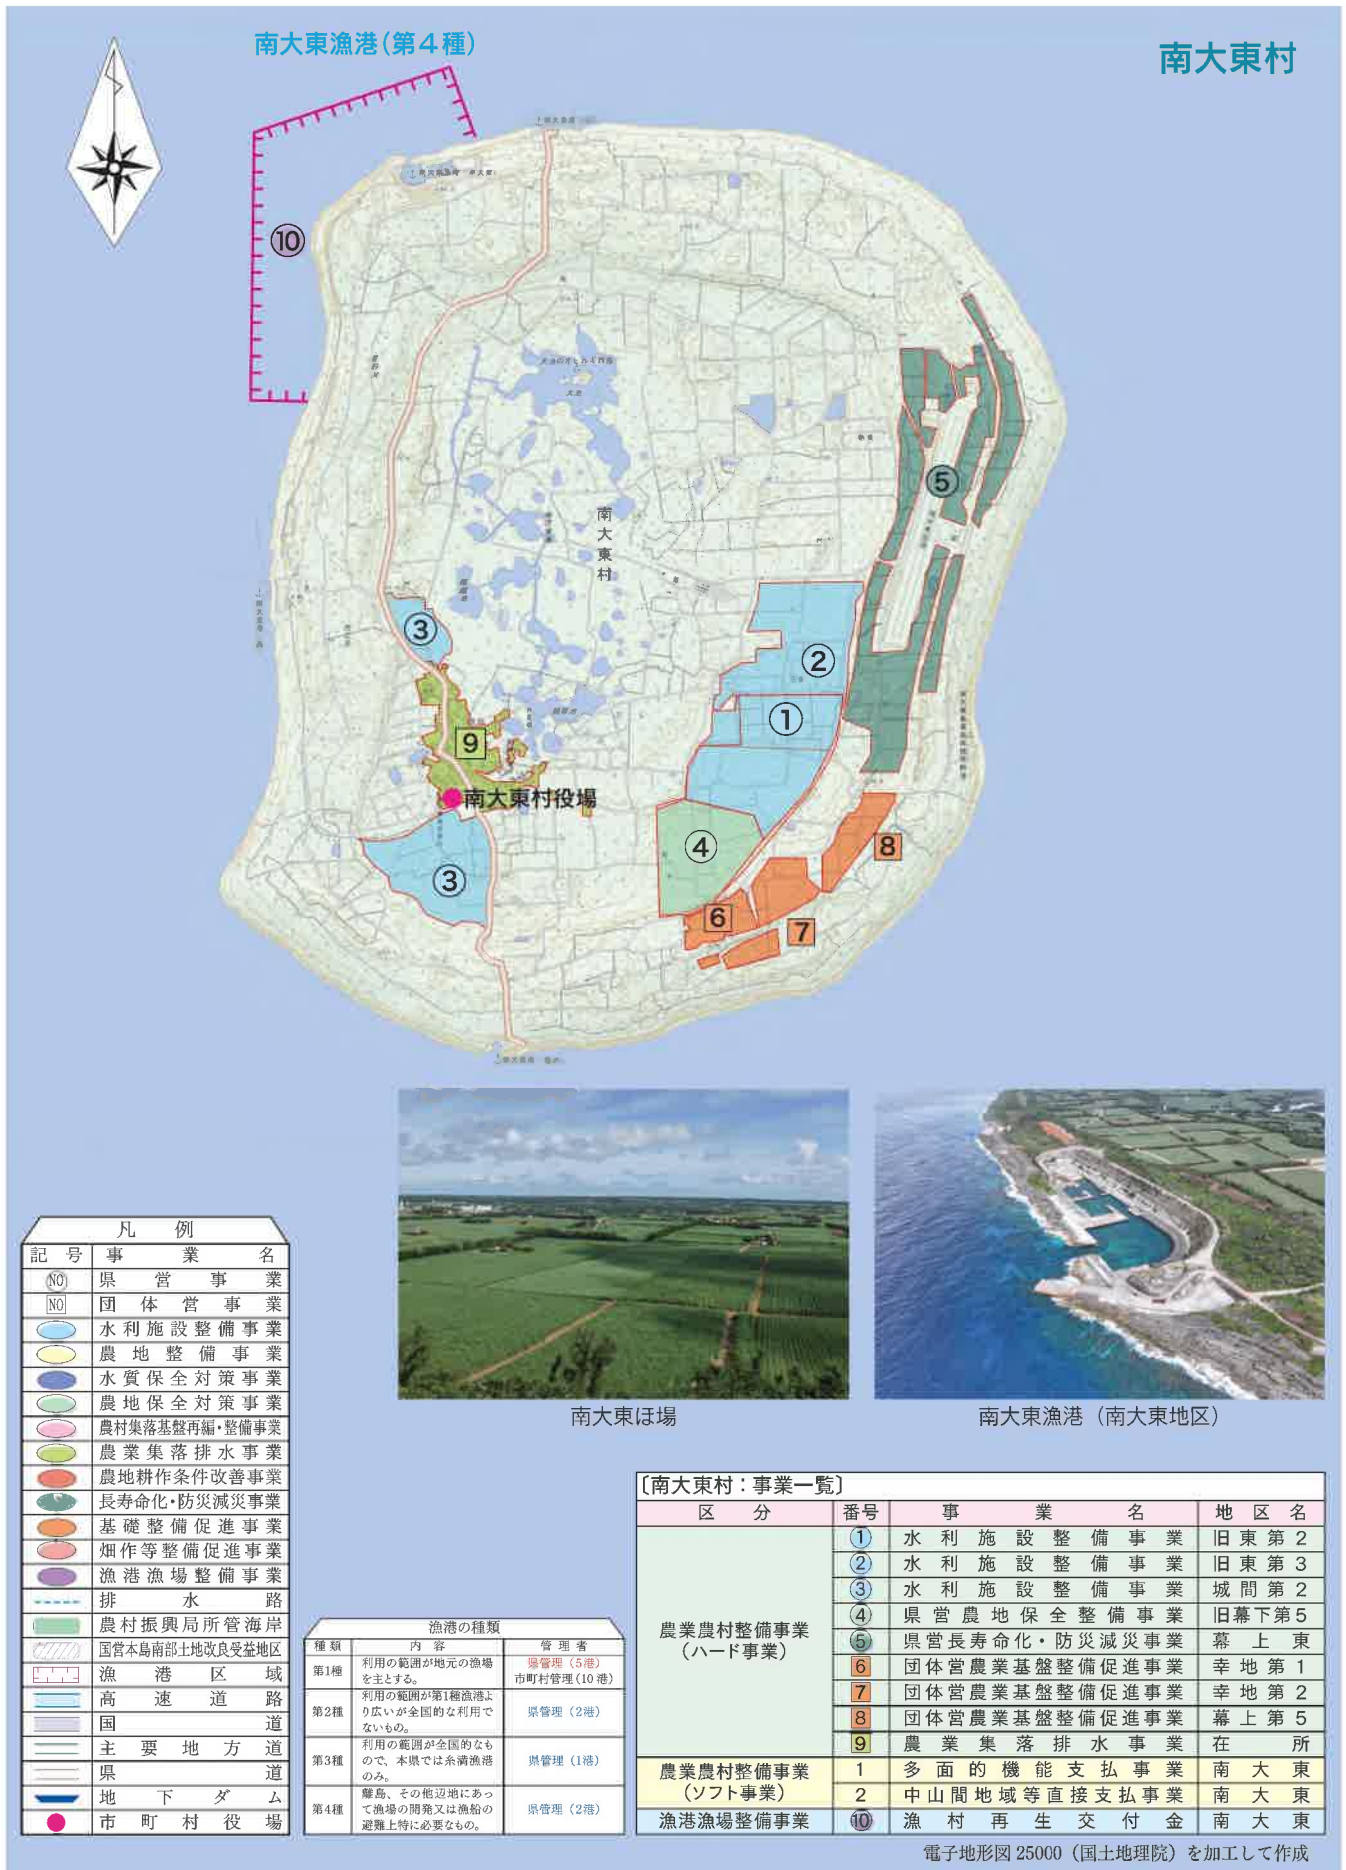 南大東漁港(第4種)
南大東村
⑩
大池
南大東村
⑤
③
②
①
9
南大東村役場
④
8
③
6
7
南大東ほ場
南大東漁港（南大東地区）
凡例
記号 事業名
NO 県営事業
NO 団体営事業
水利施設整備事業
農地整備事業
水質保全対策事業
農地保全対策事業
農村集落基盤再編・整備事業
農業集落排水事業
農地耕作条件改善事業
長寿命化・防災減災事業
基礎整備促進事業
畑作等整備促進事業
漁港漁場整備事業
排水路
農村振興局所管海岸
国営本島南部土地改良受益地区
漁港区域
高速道路
国道
主要地方道
県道
地下ダム
市町村役場
漁港の種類
種類 内容 管理者
第1種 利用の範囲が地元の漁場 県管理（5港）
を主とする。 市町村管理(10港)
第2種 利用の範囲が第1種漁港よ
り広いが全国的な利用で 県管理（2港）
ないもの。
第3種 利用の範囲が全国的なも
ので、本県では糸満漁港 県管理（1港）
のみ。
第4種 離島、その他辺地にあっ
て漁場の開発又は漁船の 県管理（2港）
避難上特に必要なもの。
〔南大東村：事業一覧〕
区分 番号 事業名 地区名
農業農村整備事業
（ハード事業）
① 水利施設整備事業 旧東第2
② 水利施設整備事業 旧東第3
③ 水利施設整備事業 城間第2
④ 県営農地保全整備事業 旧幕下第5
⑤ 県営長寿命化・防災減災事業 幕上東
6 団体営農業基盤整備促進事業 幸地第1
7 団体営農業基盤整備促進事業 幸地第2
8 団体営農業基盤整備促進事業 幕上第5
9 農業集落排水事業 在所
農業農村整備事業
（ソフト事業）
1 多面的機能支払事業 南大東
2 中山間地域等直接支払事業 南大東
漁港漁場整備事業 ⑩ 漁村再生交付金 南大東
電子地形図25000（国土地理院）を加工して作成